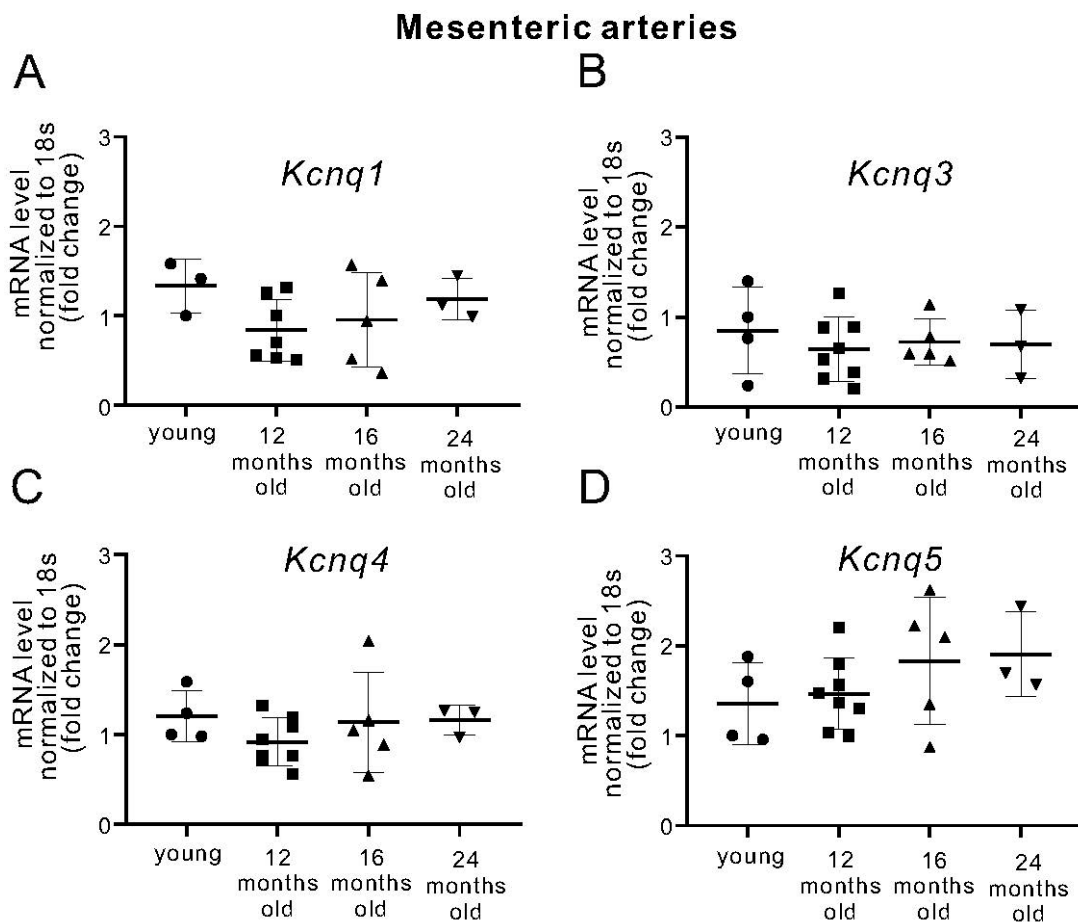 Mesenteric arteries
A
mRNA level
normalized to 18s
(fold change)
3
2
1
0
Kcnq1
young
12
months
old
16
months
old
24
months
old
B
mRNA level
normalized to 18s
(fold change)
3
2
1
0
Kcnq3
young
12
months
old
16
months
old
24
months
old
C
mRNA level
normalized to 18s
(fold change)
3
2
1
0
Kcnq4
young
12
months
old
16
months
old
24
months
old
D
mRNA level
normalized to 18s
(fold change)
3
2
1
0
Kcnq5
young
12
months
old
16
months
old
24
months
old